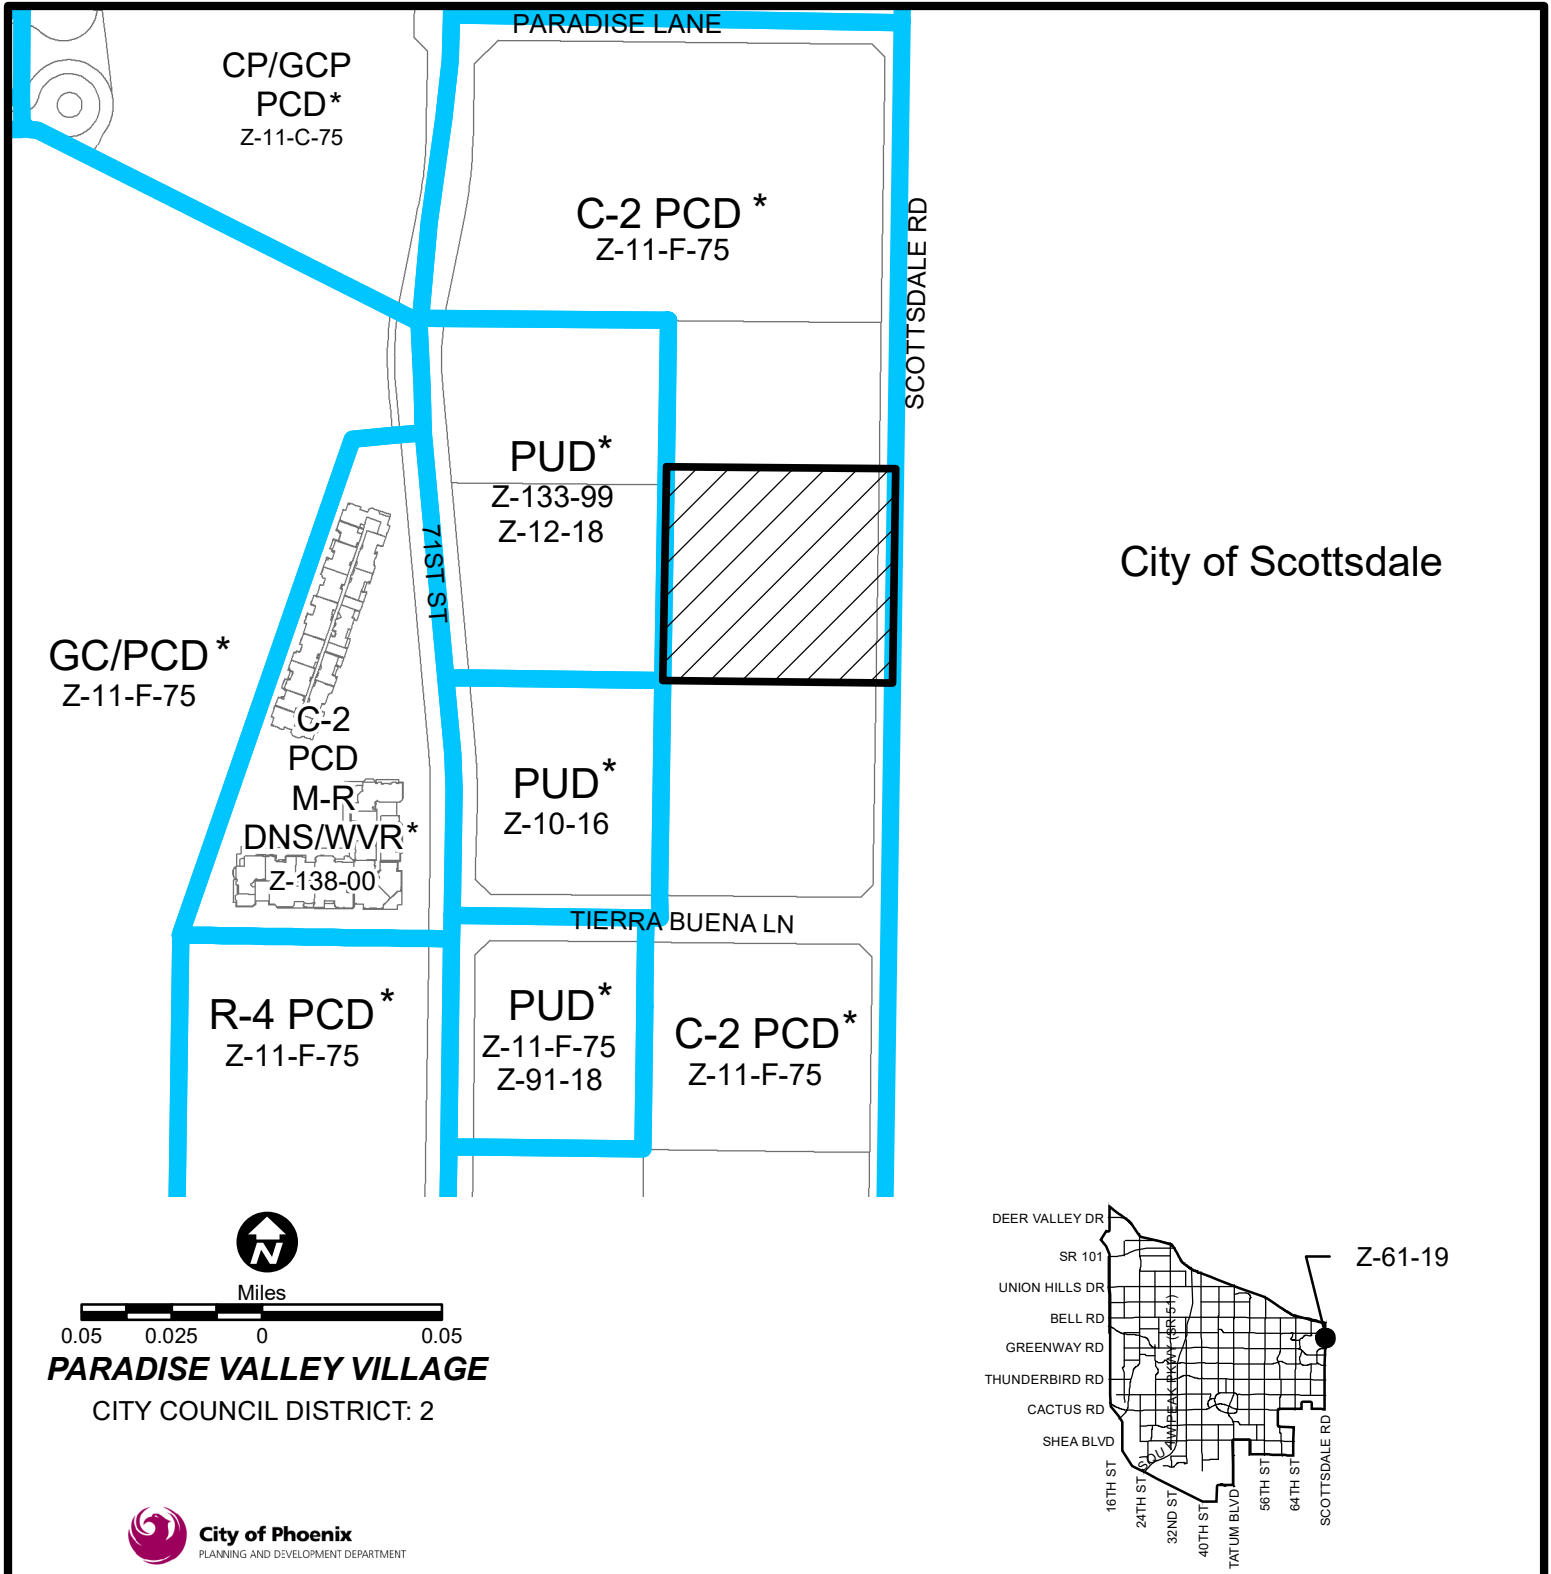 PARADISE LANE
CP/GCP
PCD*
Z-11-C-75
C-2 PCD *
Z-11-F-75
SCOTTSDALE RD
PUD*
Z-133-99
Z-12-18
71ST ST
City of Scottsdale
GC/PCD *
Z-11-F-75
C-2
PCD
M-R
DNS/WVR*
Z-138-00
PUD*
Z-10-16
TIERRA BUENA LN
R-4 PCD *
Z-11-F-75
PUD*
Z-11-F-75
Z-91-18
C-2 PCD*
Z-11-F-75
N
Miles
0.05 0.025 0 0.05
PARADISE VALLEY VILLAGE
CITY COUNCIL DISTRICT: 2
City of Phoenix
PLANNING AND DEVELOPMENT DEPARTMENT
DEER VALLEY DR
SR 101
UNION HILLS DR
BELL RD
GREENWAY RD
THUNDERBIRD RD
CACTUS RD
SHEA BLVD
Z-61-19
SQUAW PEAK PKWY (SR 51)
16TH ST
24TH ST
32ND ST
40TH ST
TATUM BLVD
56TH ST
64TH ST
SCOTTSDALE RD